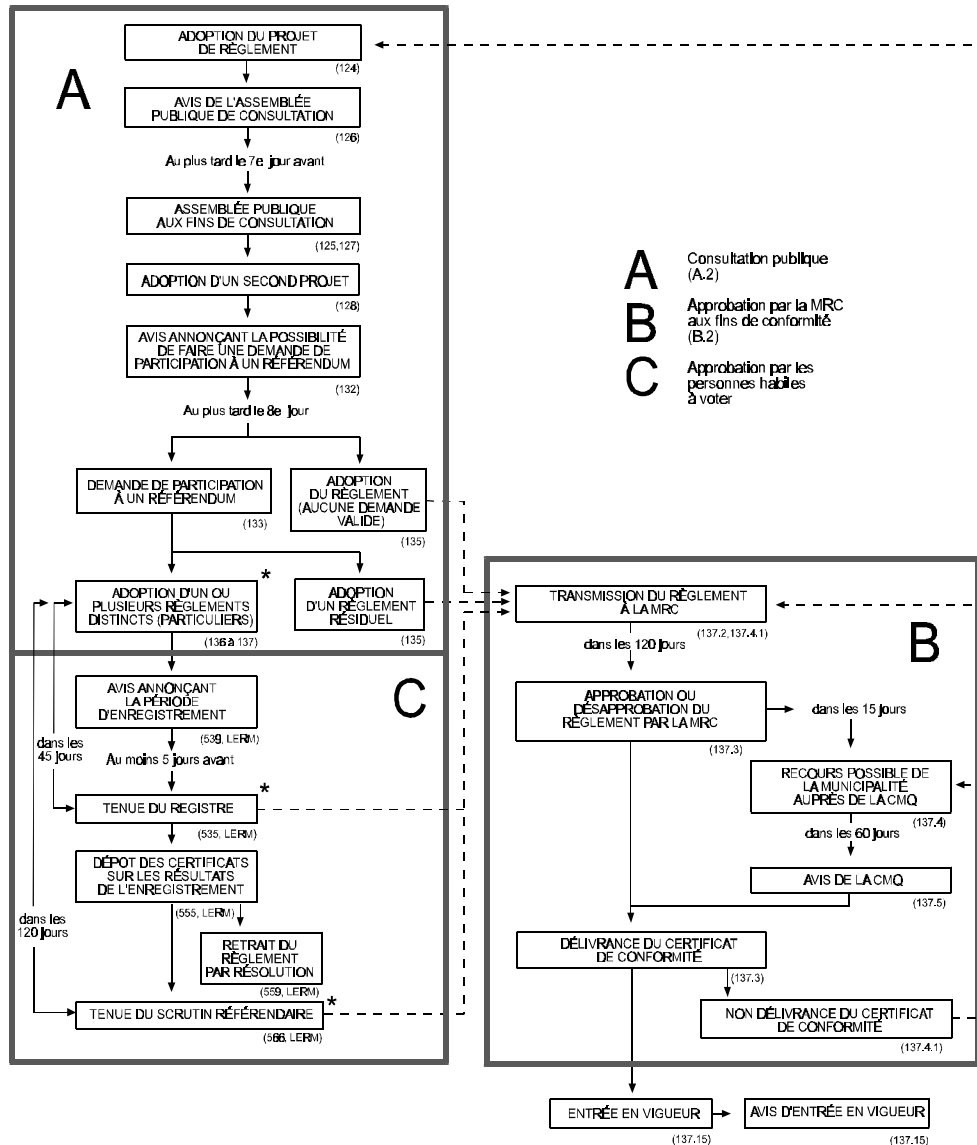 A
ADOPTION DU PROJET
DE RÈGLEMENT
(124)
AVIS DE L'ASSEMBLÉE
PUBLIQUE DE CONSULTATION
(126)
Au plus tard le 7e jour avant
ASSEMBLÉE PUBLIQUE
AUX FINS DE CONSULTATION
(125,127)
ADOPTION D'UN SECOND PROJET
(128)
AVIS ANNONÇANT LA POSSIBILITÉ
DE FAIRE UNE DEMANDE DE
PARTICIPATION À UN RÉFÉRENDUM
(132)
Au plus tard le 8e jour
DEMANDE DE PARTICIPATION
À UN RÉFÉRENDUM
(133)
ADOPTION
DU RÈGLEMENT
(AUCUNE DEMANDE
VALIDE)
(135)
ADOPTION D'UN OU
PLUSIEURS RÈGLEMENTS
DISTINCTS (PARTICULIERS)
*
(136 à 137)
ADOPTION
D'UN RÈGLEMENT
RÉSIDUEL
(135)
C
AVIS ANNONÇANT
LA PÉRIODE
D'ENREGISTREMENT
(539, LERM)
dans les
45 jours
Au moins 5 jours avant
TENUE DU REGISTRE
*
(535, LERM)
DÉPOT DES CERTIFICATS
SUR LES RÉSULTATS
DE L'ENREGISTREMENT
(555, LERM)
dans les
120 jours
RETRAIT DU
RÈGLEMENT
PAR RÉSOLUTION
(559, LERM)
TENUE DU SCRUTIN RÉFÉRENDAIRE
*
(566, LERM)
A
Consultation publique
(A.2)
B
Approbation par la MRC
aux fins de conformité
(B.2)
C
Approbation par les
personnes habiles
à voter
B
TRANSMISSION DU RÈGLEMENT
À LA MRC
(137.2,137.4.1)
dans les 120 jours
APPROBATION OU
DÉSAPPROBATION DU
RÈGLEMENT PAR LA MRC
(137.3)
dans les 15 jours
RECOURS POSSIBLE DE
LA MUNICIPALITÉ
AUPRÈS DE LA CMQ
(137.4)
dans les 60 jours
AVIS DE LA CMQ
(137.5)
DÉLIVRANCE DU CERTIFICAT
DE CONFORMITÉ
(137.3)
NON DÉLIVRANCE DU CERTIFICAT
DE CONFORMITÉ
(137.4.1)
ENTRÉE EN VIGUEUR
(137.15)
AVIS D'ENTRÉE EN VIGUEUR
(137.15)